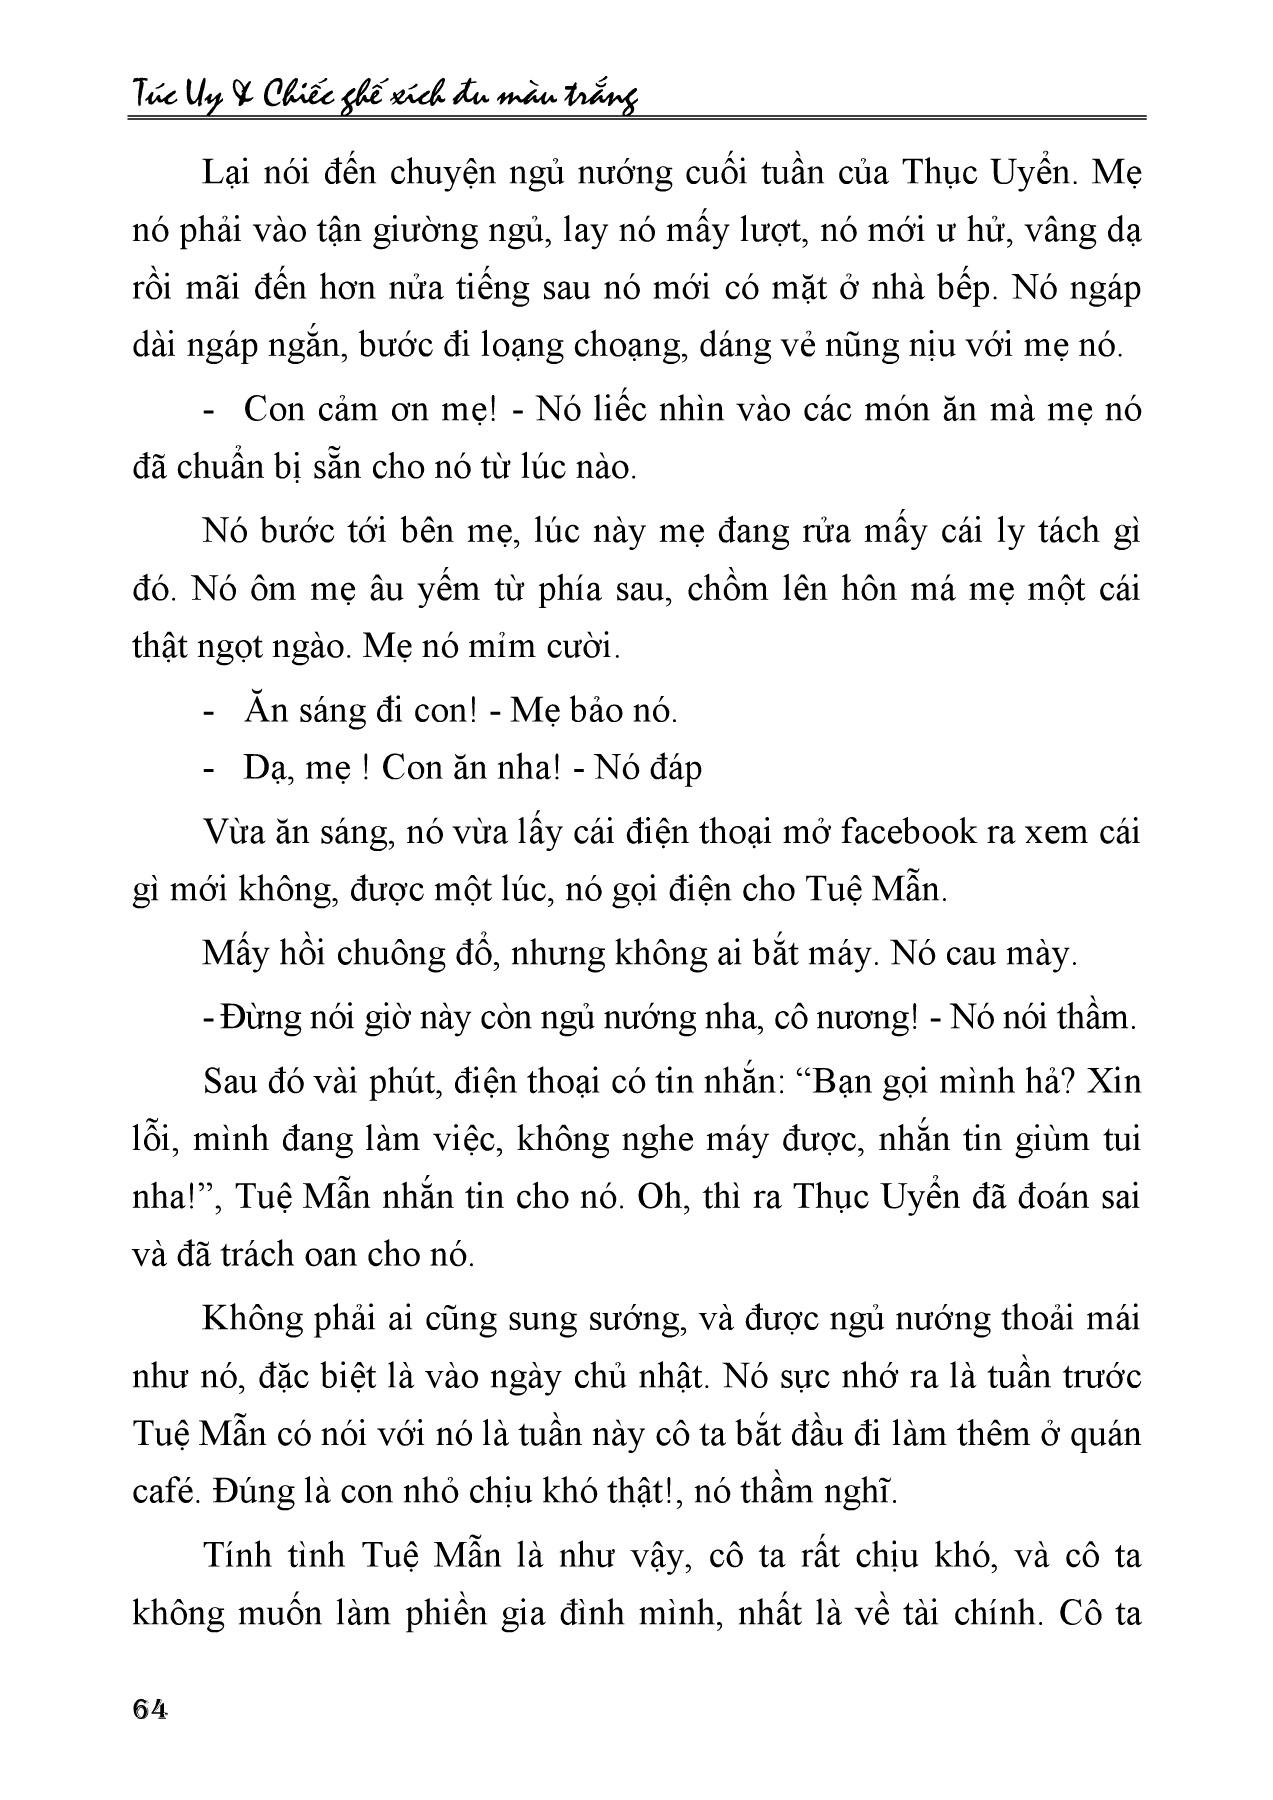 Túc Uy & Chiếc ghế xích đu màu trắng
Lại nói đến chuyện ngủ nướng cuối tuần của Thục Uyển. Mẹ
nó phải vào tận giường ngủ, lay nó mấy lượt, nó mới ư hử, vâng dạ
rồi mãi đến hơn nửa tiếng sau nó mới có mặt ở nhà bếp. Nó ngáp
dài ngáp ngắn, bước đi loạng choạng, dáng vẻ nũng nịu với mẹ nó.
- Con cảm ơn mẹ! - Nó liếc nhìn vào các món ăn mà mẹ nó
đã chuẩn bị sẵn cho nó từ lúc nào.
Nó bước tới bên mẹ, lúc này mẹ đang rửa mấy cái ly tách gì
đó. Nó ôm mẹ âu yếm từ phía sau, chồm lên hôn má mẹ một cái
thật ngọt ngào. Mẹ nó mỉm cười.
- Ăn sáng đi con! - Mẹ bảo nó.
- Dạ, mẹ ! Con ăn nha! - Nó đáp
Vừa ăn sáng, nó vừa lấy cái điện thoại mở facebook ra xem cái
gì mới không, được một lúc, nó gọi điện cho Tuệ Mẫn.
Mấy hồi chuông đổ, nhưng không ai bắt máy. Nó cau mày.
- Đừng nói giờ này còn ngủ nướng nha, cô nương! - Nó nói thầm.
Sau đó vài phút, điện thoại có tin nhắn: “Bạn gọi mình hả? Xin
lỗi, mình đang làm việc, không nghe máy được, nhắn tin giùm tui
nha!”, Tuệ Mẫn nhắn tin cho nó. Oh, thì ra Thục Uyển đã đoán sai
và đã trách oan cho nó.
Không phải ai cũng sung sướng, và được ngủ nướng thoải mái
như nó, đặc biệt là vào ngày chủ nhật. Nó sực nhớ ra là tuần trước
Tuệ Mẫn có nói với nó là tuần này cô ta bắt đầu đi làm thêm ở quán
café. Đúng là con nhỏ chịu khó thật!, nó thầm nghĩ.
Tính tình Tuệ Mẫn là như vậy, cô ta rất chịu khó, và cô ta
không muốn làm phiền gia đình mình, nhất là về tài chính. Cô ta
64